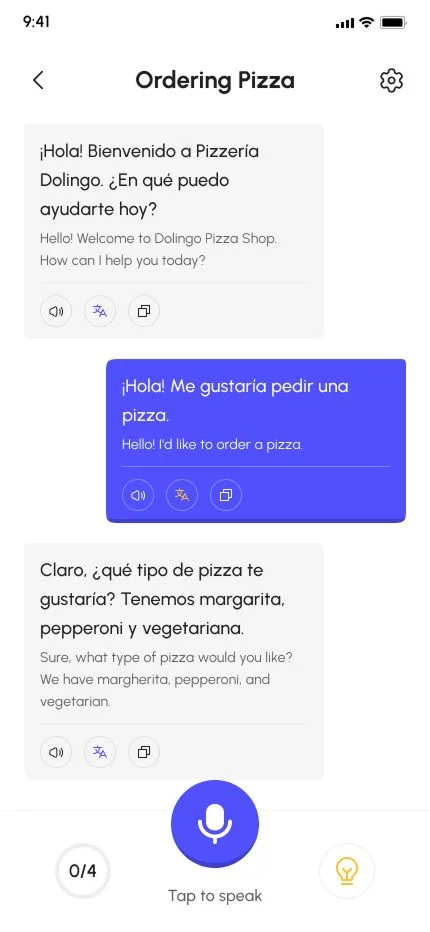 9:41
Ordering Pizza
¡Hola! Bienvenido a Pizzería
Dolingo. ¿En qué puedo
ayudarte hoy?
Hello! Welcome to Dolingo Pizza Shop.
How can I help you today?
¡Hola! Me gustaría pedir una
pizza.
Hello! I'd like to order a pizza.
Claro, ¿qué tipo de pizza te
gustaría? Tenemos margarita,
pepperoni y vegetariana.
Sure, what type of pizza would you like?
We have margherita, pepperoni, and
vegetarian.
0/4
Tap to speak